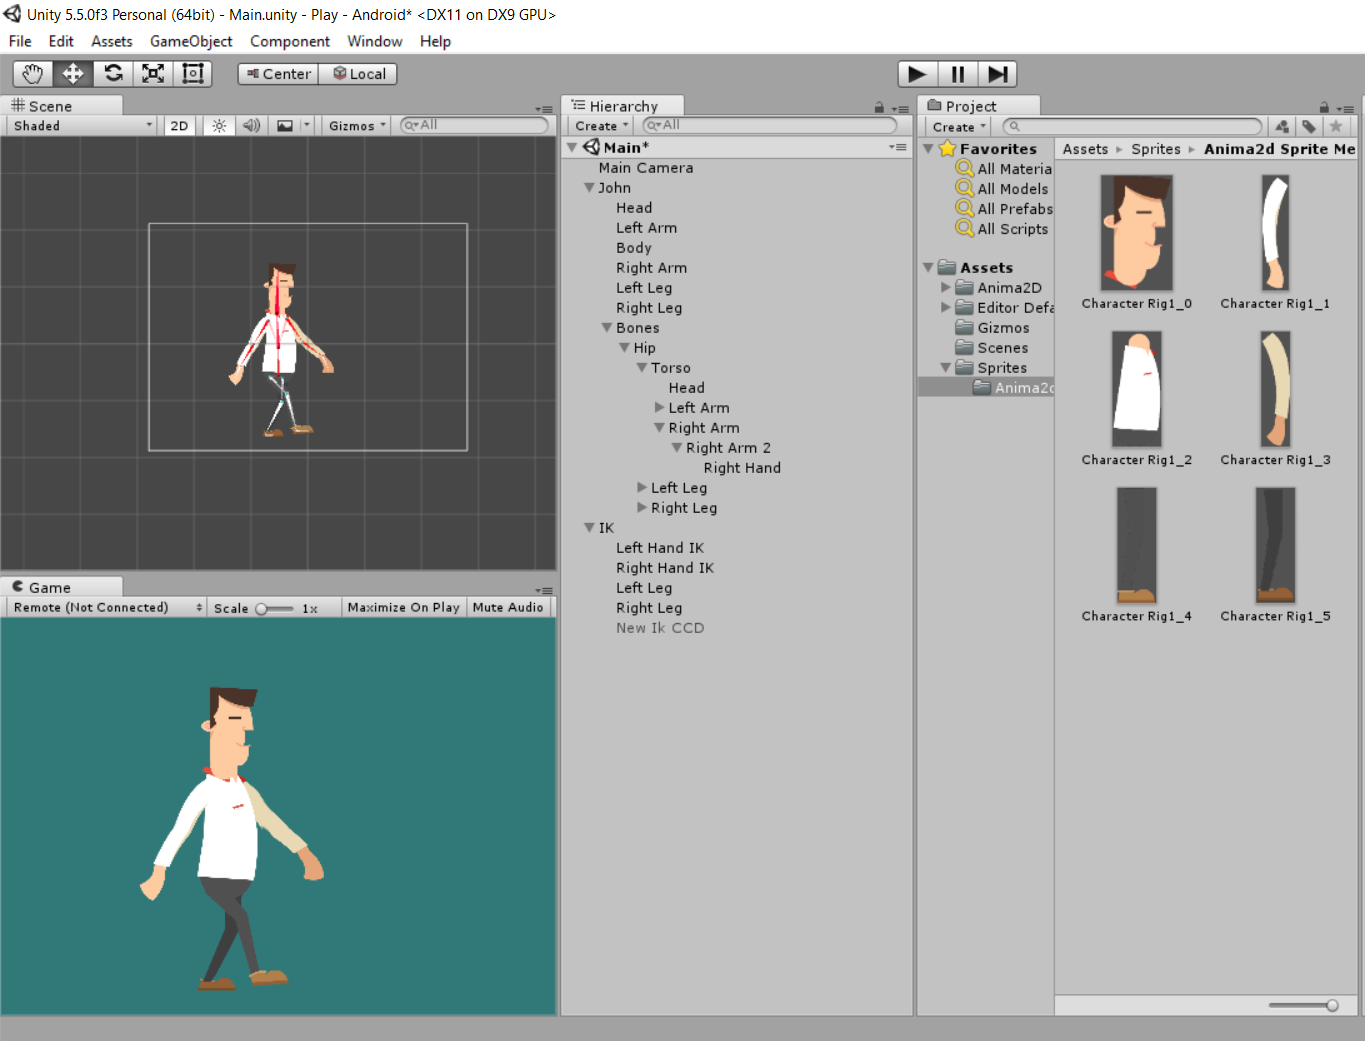 Unity 5.5.0f3 Personal (64bit) - Main.unity - Play - Android* <DX11 on DX9 GPU>
File Edit Assets GameObject Component Window Help
Center Local
Scene
Shaded 2D Gizmos All
Hierarchy
Create All
Main*
Main Camera
John
Head
Left Arm
Body
Right Arm
Left Leg
Right Leg
Bones
Hip
Torso
Head
Left Arm
Right Arm
Right Arm 2
Right Hand
Left Leg
Right Leg
IK
Left Hand IK
Right Hand IK
Left Leg
Right Leg
New Ik CCD
Project
Create
Favorites
All Materia
All Models
All Prefabs
All Scripts
Assets
Anima2D
Editor Defa
Gizmos
Scenes
Sprites
Anima2d
Assets Sprites Anima2d Sprite Me
Character Rig1_0 Character Rig1_1
Character Rig1_2 Character Rig1_3
Character Rig1_4 Character Rig1_5
Game
Remote (Not Connected) Scale 1x Maximize On Play Mute Audio